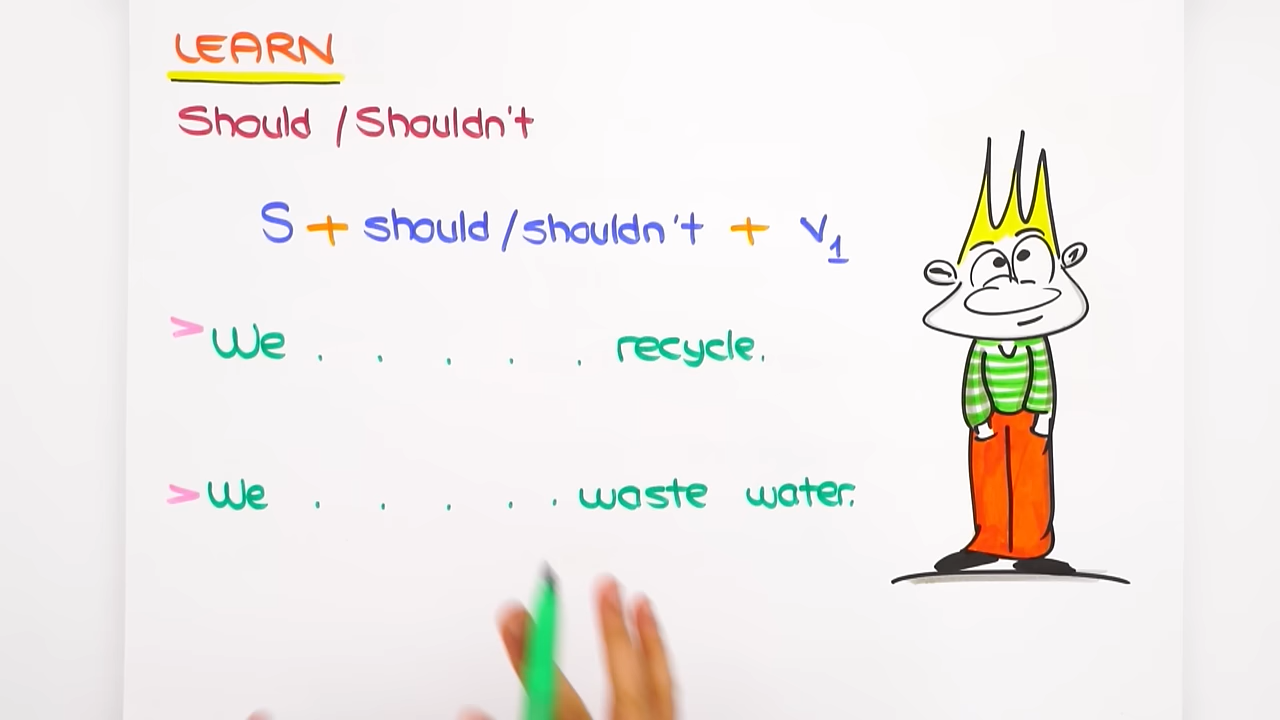 LEARN
Should / Shouldn't
S + should / shouldn't + V1
> We . . . . . recycle.
> We . . . . . waste water.